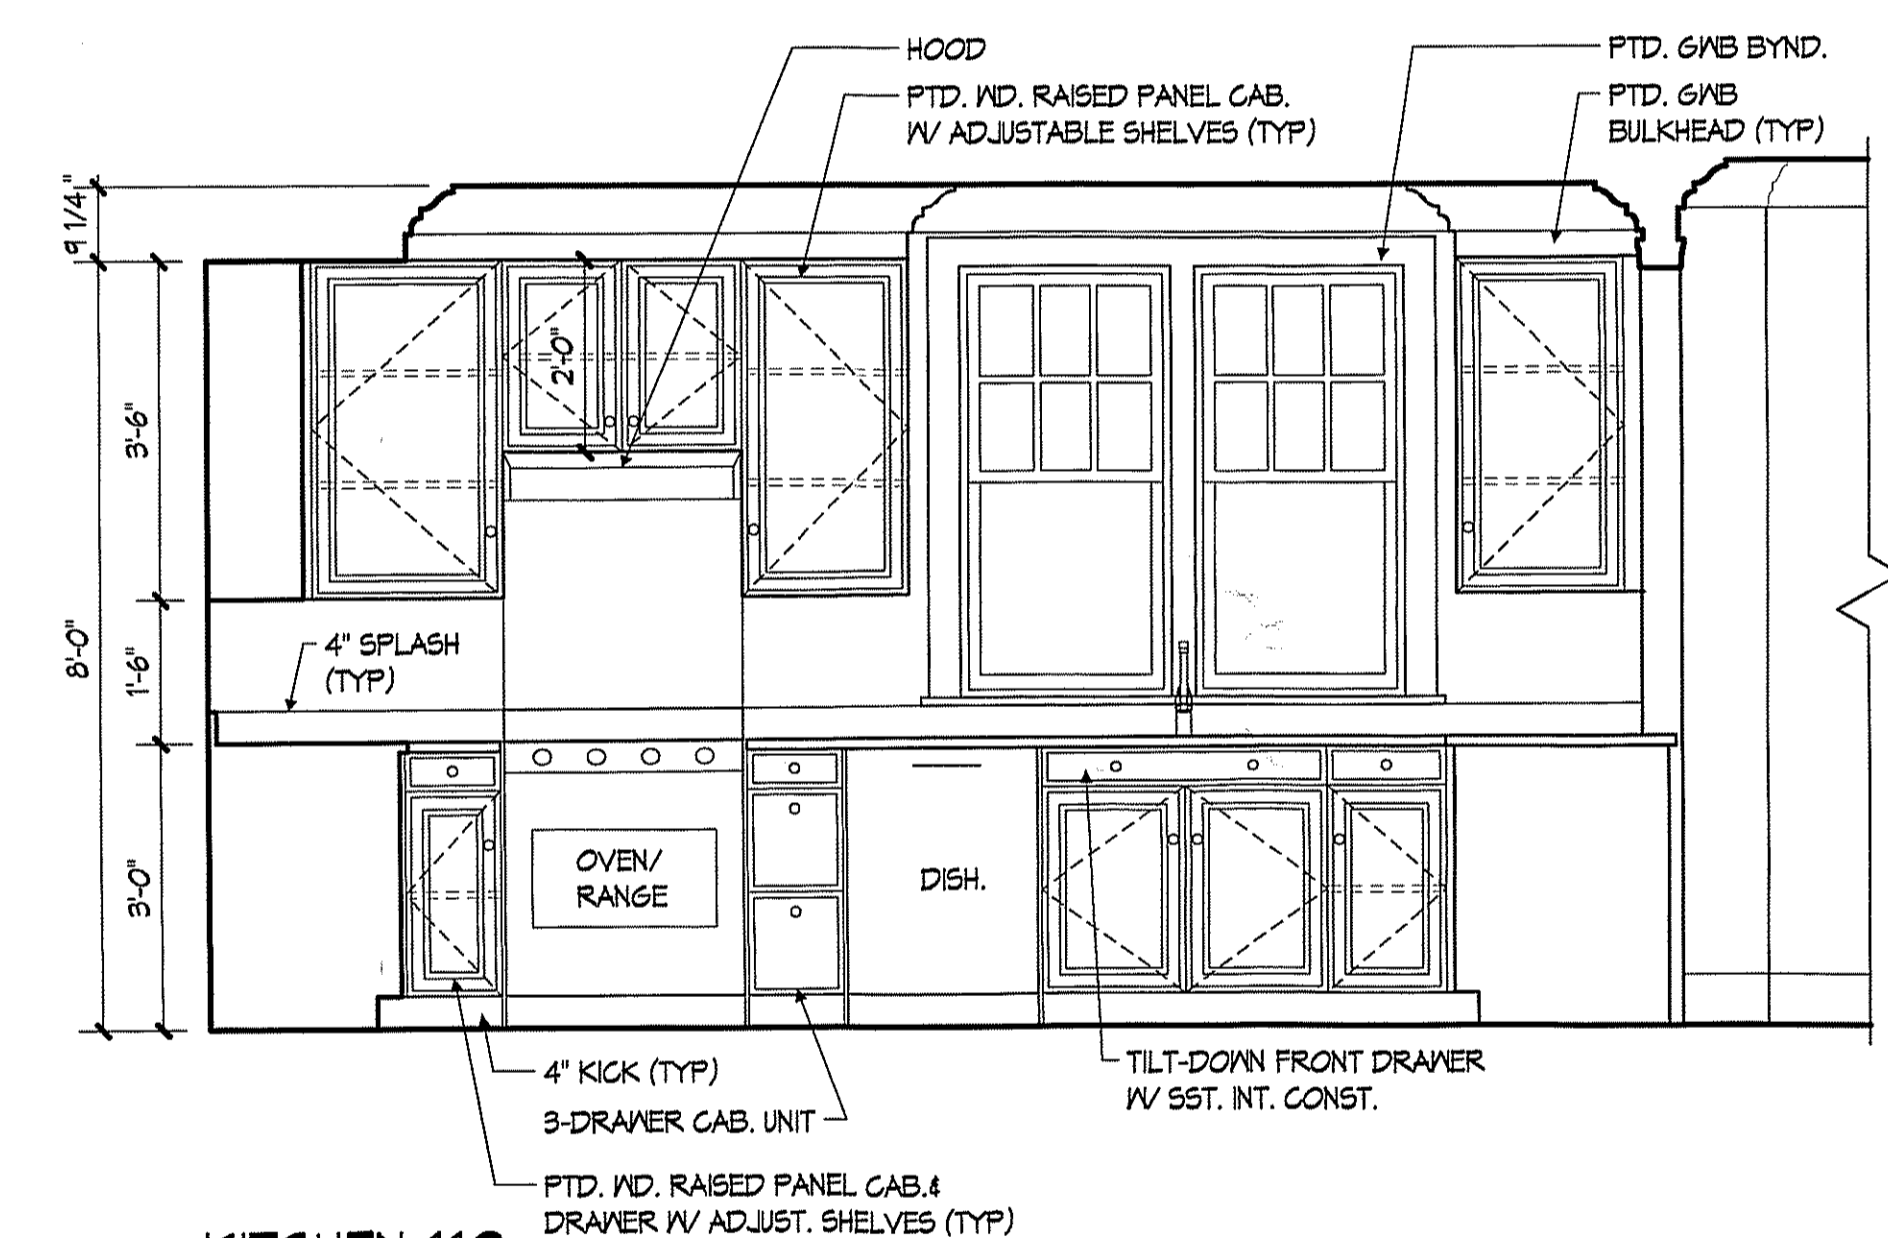 HOOD
PTD. WD. RAISED PANEL CAB.
W/ ADJUSTABLE SHELVES (TYP)
PTD. GWB BYND.
PTD. GWB
BULKHEAD (TYP)
9 1/4"
8'-0"
3'-6"
1'-6"
3'-0"
2'-0"
4" SPLASH
(TYP)
OVEN/
RANGE
DISH.
4" KICK (TYP)
3-DRAWER CAB. UNIT
PTD. WD. RAISED PANEL CAB.&
DRAWER W/ ADJUST. SHELVES (TYP)
TILT-DOWN FRONT DRAWER
W/ SST. INT. CONST.